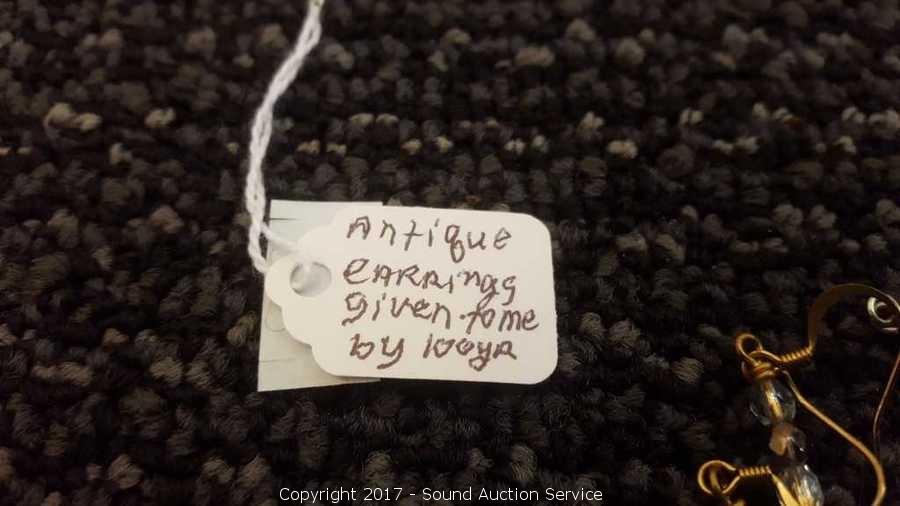 Antique
EARRings
given to me
by 100yR
Copyright 2017 - Sound Auction Service